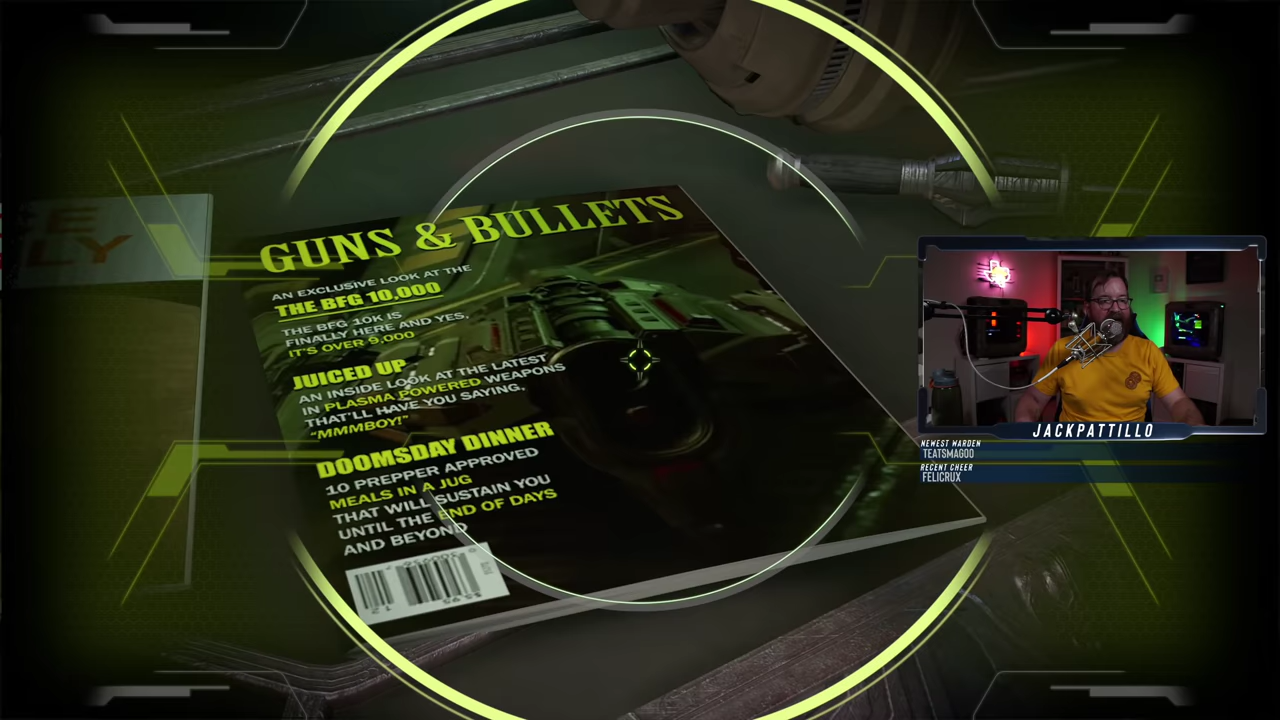 GUNS & BULLETS
AN EXCLUSIVE LOOK AT THE
THE BFG 10,000
THE BFG 10K IS
FINALLY HERE AND YES,
IT'S OVER 9,000
JUICED UP
AN INSIDE LOOK AT THE LATEST
IN PLASMA POWERED WEAPONS
THAT'LL HAVE YOU SAYING,
"MMMBOY!"
DOOMSDAY DINNER
10 PREPPER APPROVED
MEALS IN A JUG
THAT WILL SUSTAIN YOU
UNTIL THE END OF DAYS
AND BEYOND
LY
JACKPATTILLO
NEWEST WARDEN
TEATSMAGOO
RECENT CHEER
FELICRUX